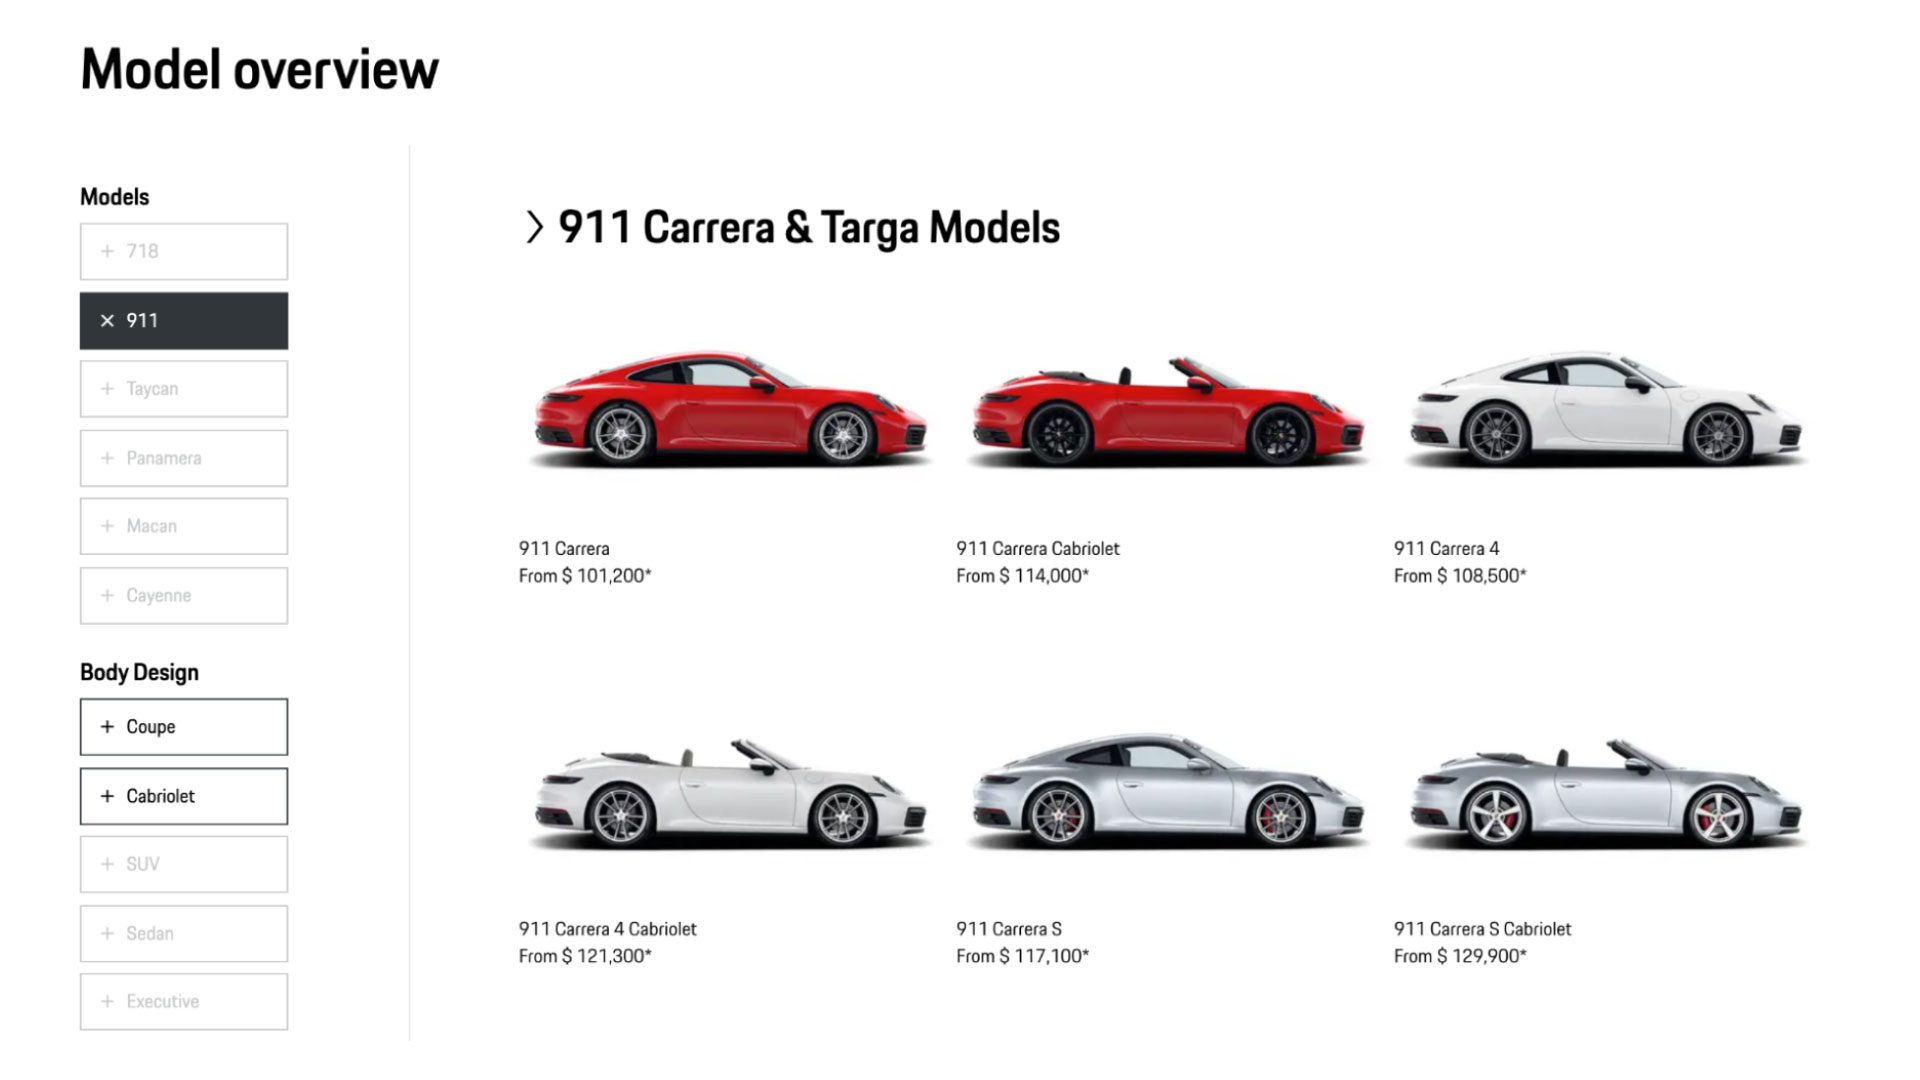 Model overview
Models
+ 718
× 911
+ Taycan
+ Panamera
+ Macan
+ Cayenne
Body Design
+ Coupe
+ Cabriolet
+ SUV
+ Sedan
+ Executive
> 911 Carrera & Targa Models
911 Carrera
From $ 101,200*
911 Carrera Cabriolet
From $ 114,000*
911 Carrera 4
From $ 108,500*
911 Carrera 4 Cabriolet
From $ 121,300*
911 Carrera S
From $ 117,100*
911 Carrera S Cabriolet
From $ 129,900*